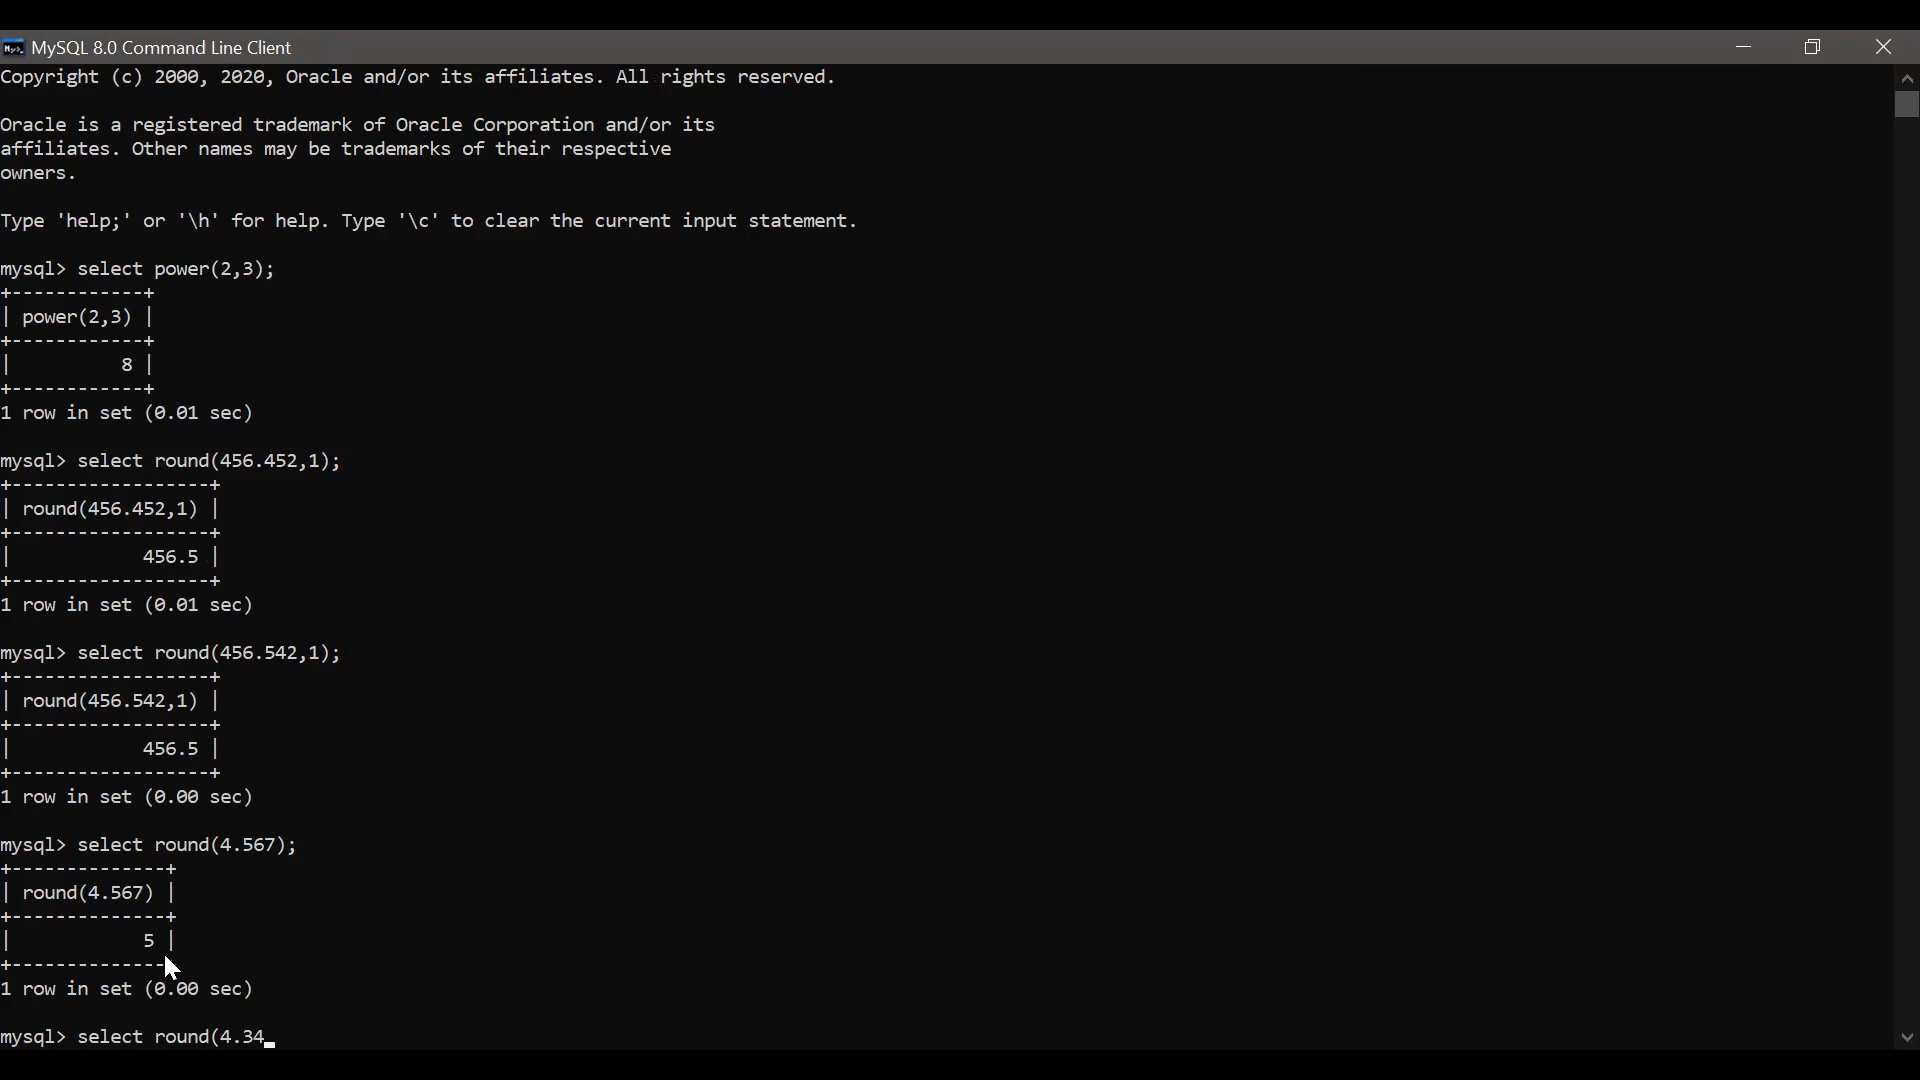 MySQL 8.0 Command Line Client
Copyright (c) 2000, 2020, Oracle and/or its affiliates. All rights reserved.
Oracle is a registered trademark of Oracle Corporation and/or its
affiliates. Other names may be trademarks of their respective
owners.
Type 'help;' or '\h' for help. Type '\c' to clear the current input statement.
mysql> select power(2,3);
+------------+
| power(2,3) |
+------------+
|          8 |
+------------+
1 row in set (0.01 sec)
mysql> select round(456.452,1);
+------------------+
| round(456.452,1) |
+------------------+
|            456.5 |
+------------------+
1 row in set (0.01 sec)
mysql> select round(456.542,1);
+------------------+
| round(456.542,1) |
+------------------+
|            456.5 |
+------------------+
1 row in set (0.00 sec)
mysql> select round(4.567);
+--------------+
| round(4.567) |
+--------------+
|            5 |
+--------------
1 row in set (0.00 sec)
mysql> select round(4.34